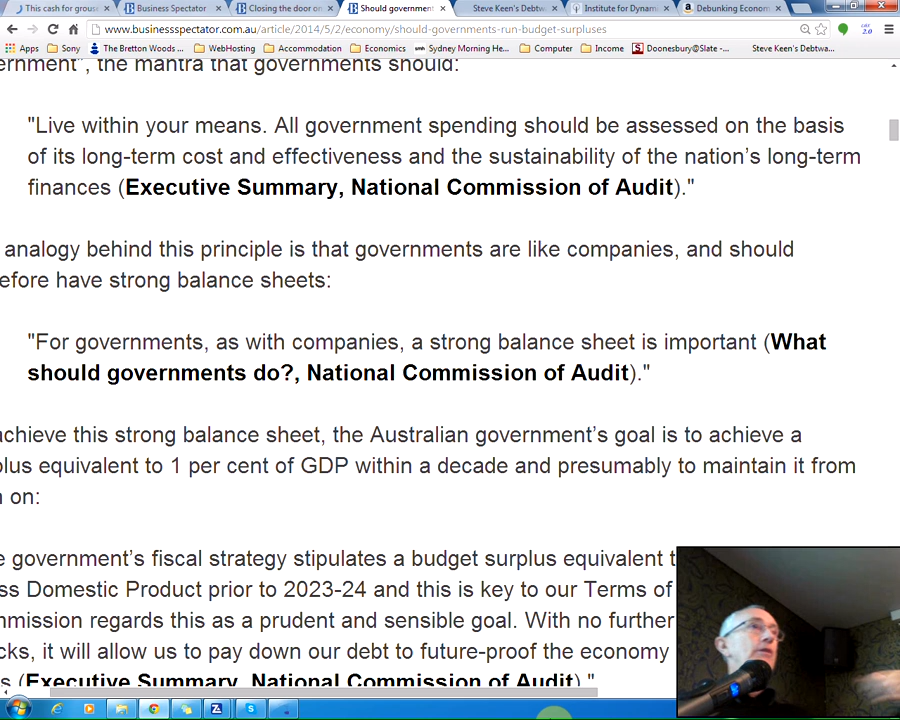 This cash for grouse
Business Spectator
Closing the door on
Should government
Steve Keen's Debtw
Institute for Dynam
Debunking Econom
www.businessspectator.com.au/article/2014/5/2/economy/should-governments-run-budget-surpluses
Apps Sony The Bretton Woods ... WebHosting Accommodation Economics Sydney Morning He... Computer Income Doonesbury@Slate -... Steve Keen's Debtwa...
ernment", the mantra that governments should:
"Live within your means. All government spending should be assessed on the basis
of its long-term cost and effectiveness and the sustainability of the nation's long-term
finances (Executive Summary, National Commission of Audit)."
analogy behind this principle is that governments are like companies, and should
efore have strong balance sheets:
"For governments, as with companies, a strong balance sheet is important (What
should governments do?, National Commission of Audit)."
achieve this strong balance sheet, the Australian government's goal is to achieve a
plus equivalent to 1 per cent of GDP within a decade and presumably to maintain it from
n on:
e government's fiscal strategy stipulates a budget surplus equivalent t
ss Domestic Product prior to 2023-24 and this is key to our Terms of
mmission regards this as a prudent and sensible goal. With no further
cks, it will allow us to pay down our debt to future-proof the economy
s (Executive Summary, National Commission of Audit)."